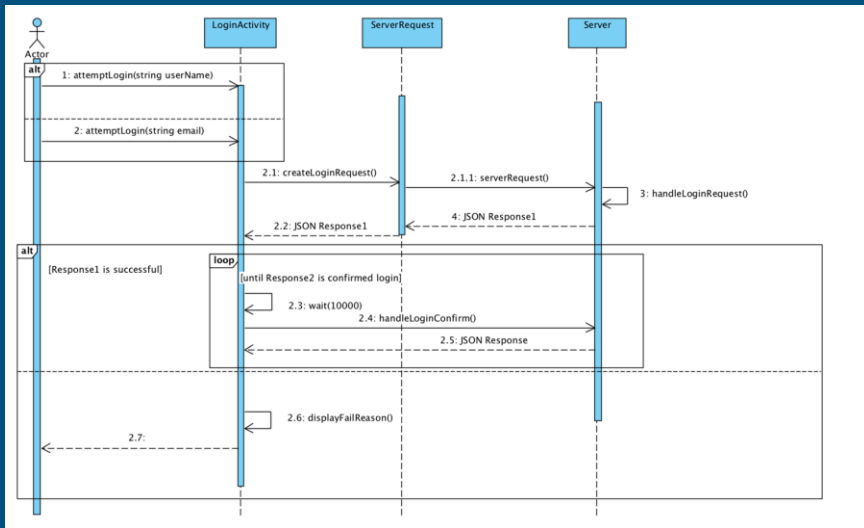 LoginActivity
ServerRequest
Server
Actor
alt
1: attemptLogin(string userName)
2: attemptLogin(string email)
2.1: createLoginRequest()
2.1.1: serverRequest()
3: handleLoginRequest()
4: JSON Response1
2.2: JSON Response1
alt
[Response1 is successful]
loop
[until Response2 is confirmed login]
2.3: wait(10000)
2.4: handleLoginConfirm()
2.5: JSON Response
2.6: displayFailReason()
2.7: